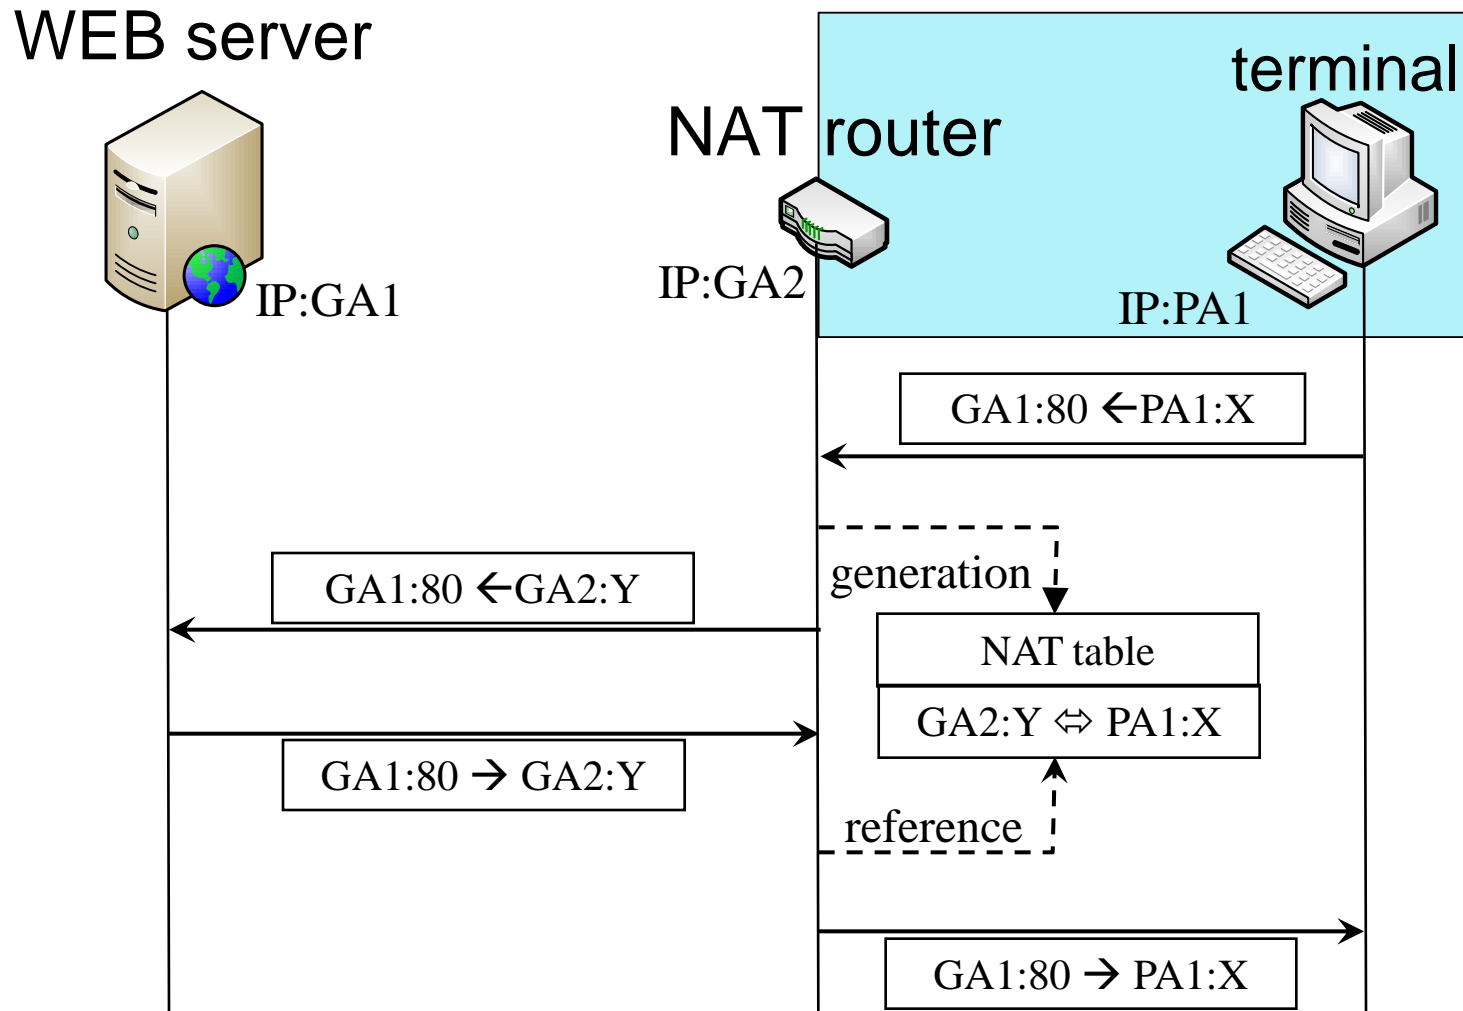 WEB server
terminal
NAT router
IP:GA1
IP:GA2
IP:PA1
GA1:80 ←PA1:X
generation
GA1:80 ←GA2:Y
NAT table
GA2:Y ⇔ PA1:X
GA1:80 → GA2:Y
reference
GA1:80 → PA1:X